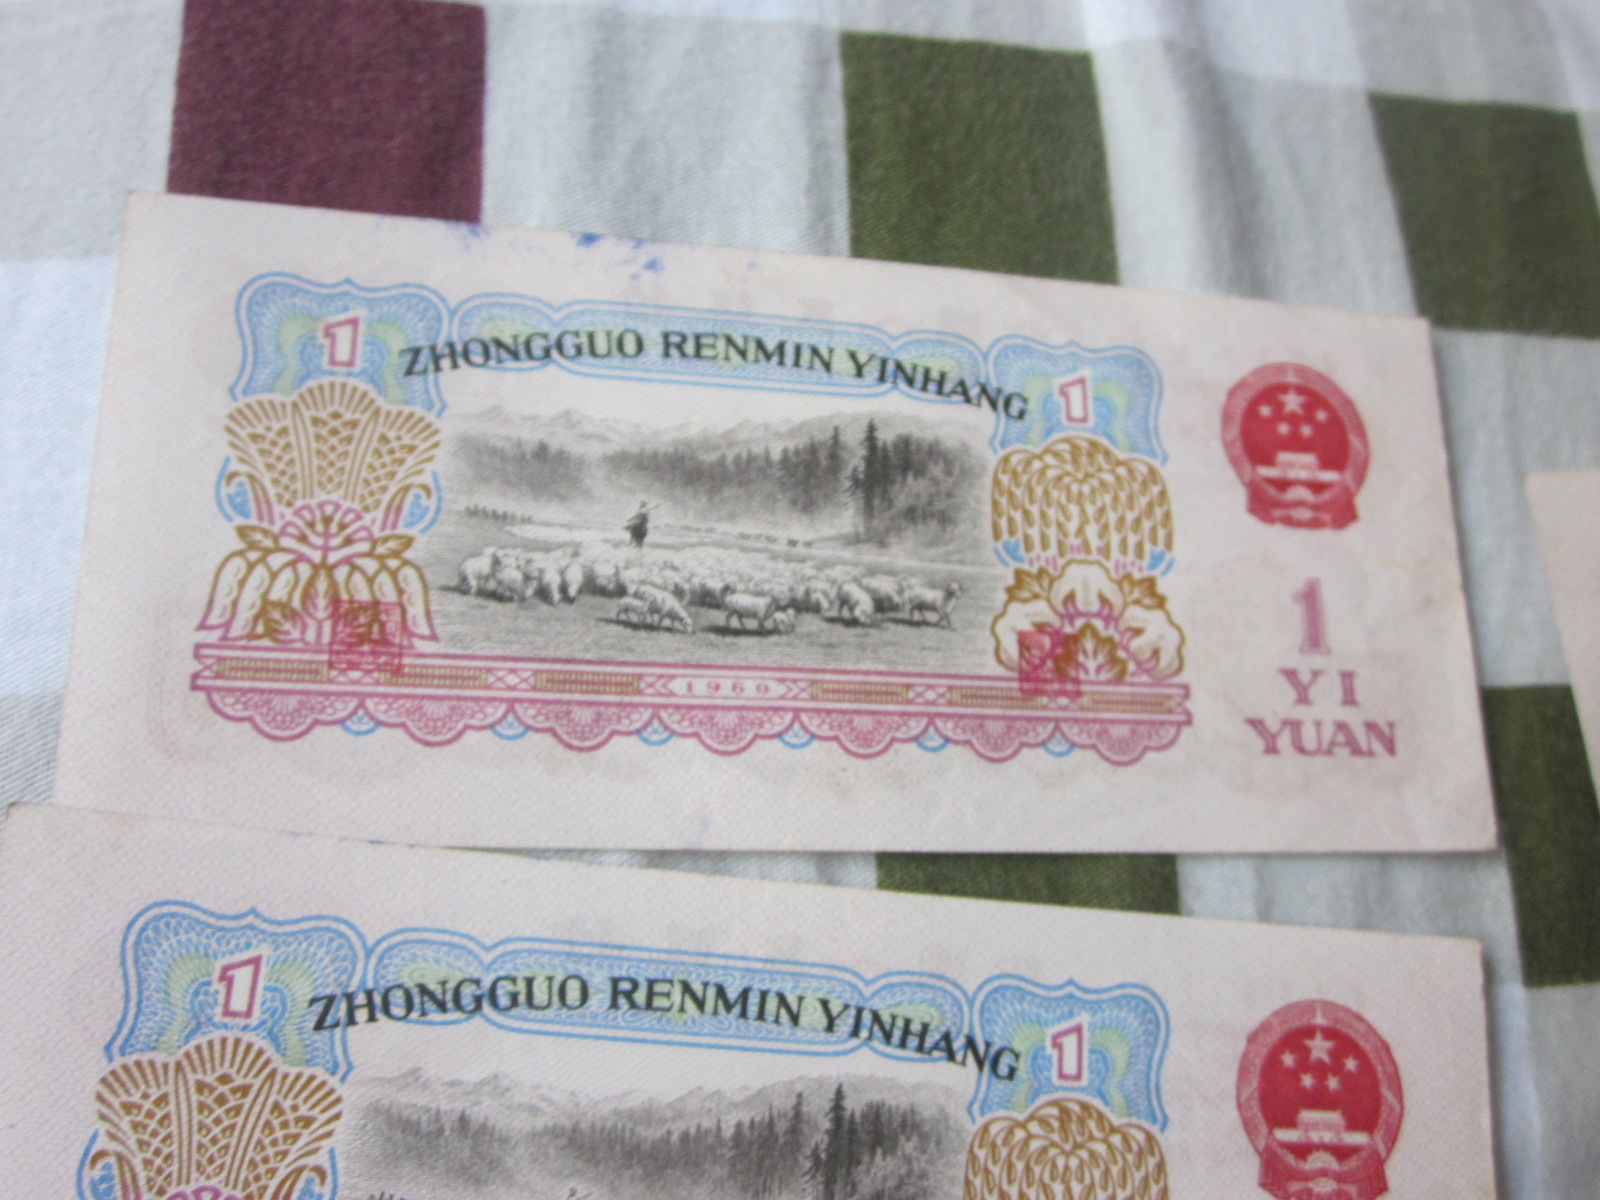 1 ZHONGGUO RENMIN YINHANG 1
1960
1
YI
YUAN
1 ZHONGGUO RENMIN YINHANG 1